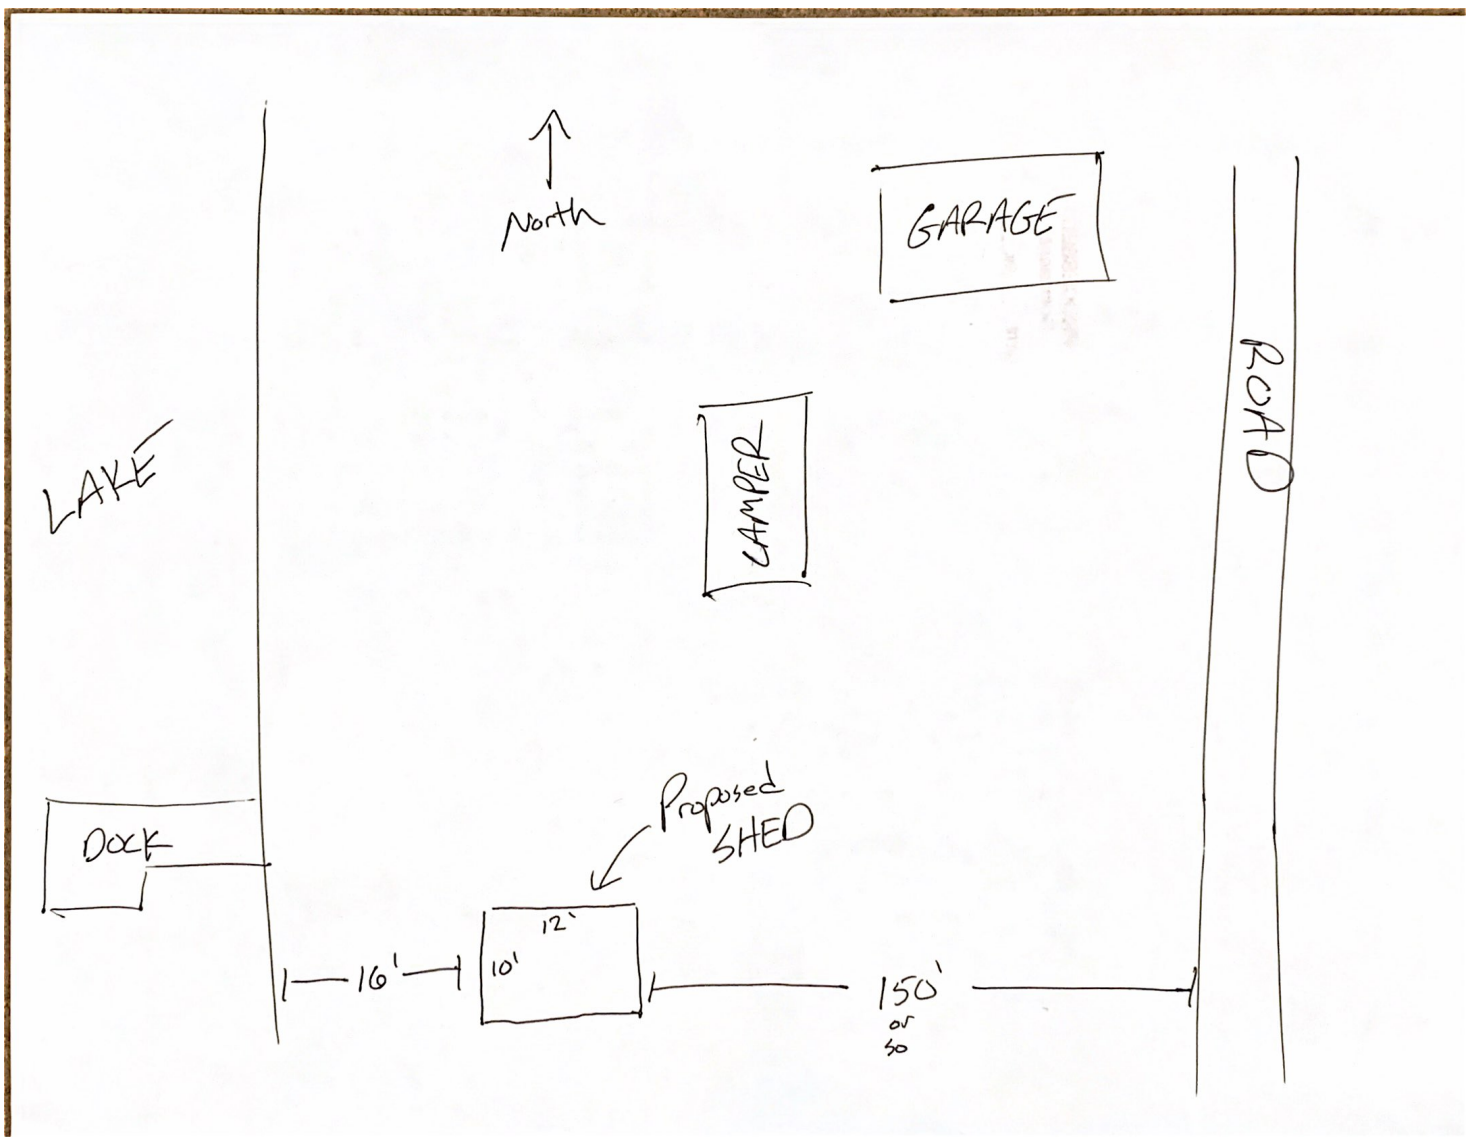 North
GARAGE
ROAD
CAMPER
LAKE
Proposed
SHED
DOCK
12'
10'
16'
150'
or
so